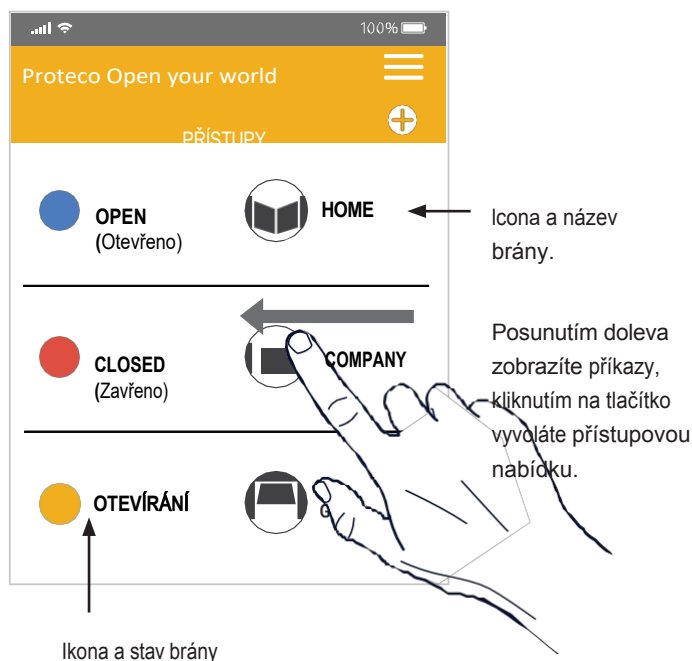 100%
Proteco Open your world
PŘÍSTUPY
OPEN
(Otevřeno)
HOME
Icona a název
brány.
CLOSED
(Zavřeno)
COMPANY
Posunutím doleva
zobrazíte příkazy,
kliknutím na tlačítko
vyvoláte přístupovou
nabídku.
OTEVÍRÁNÍ
G
Ikona a stav brány